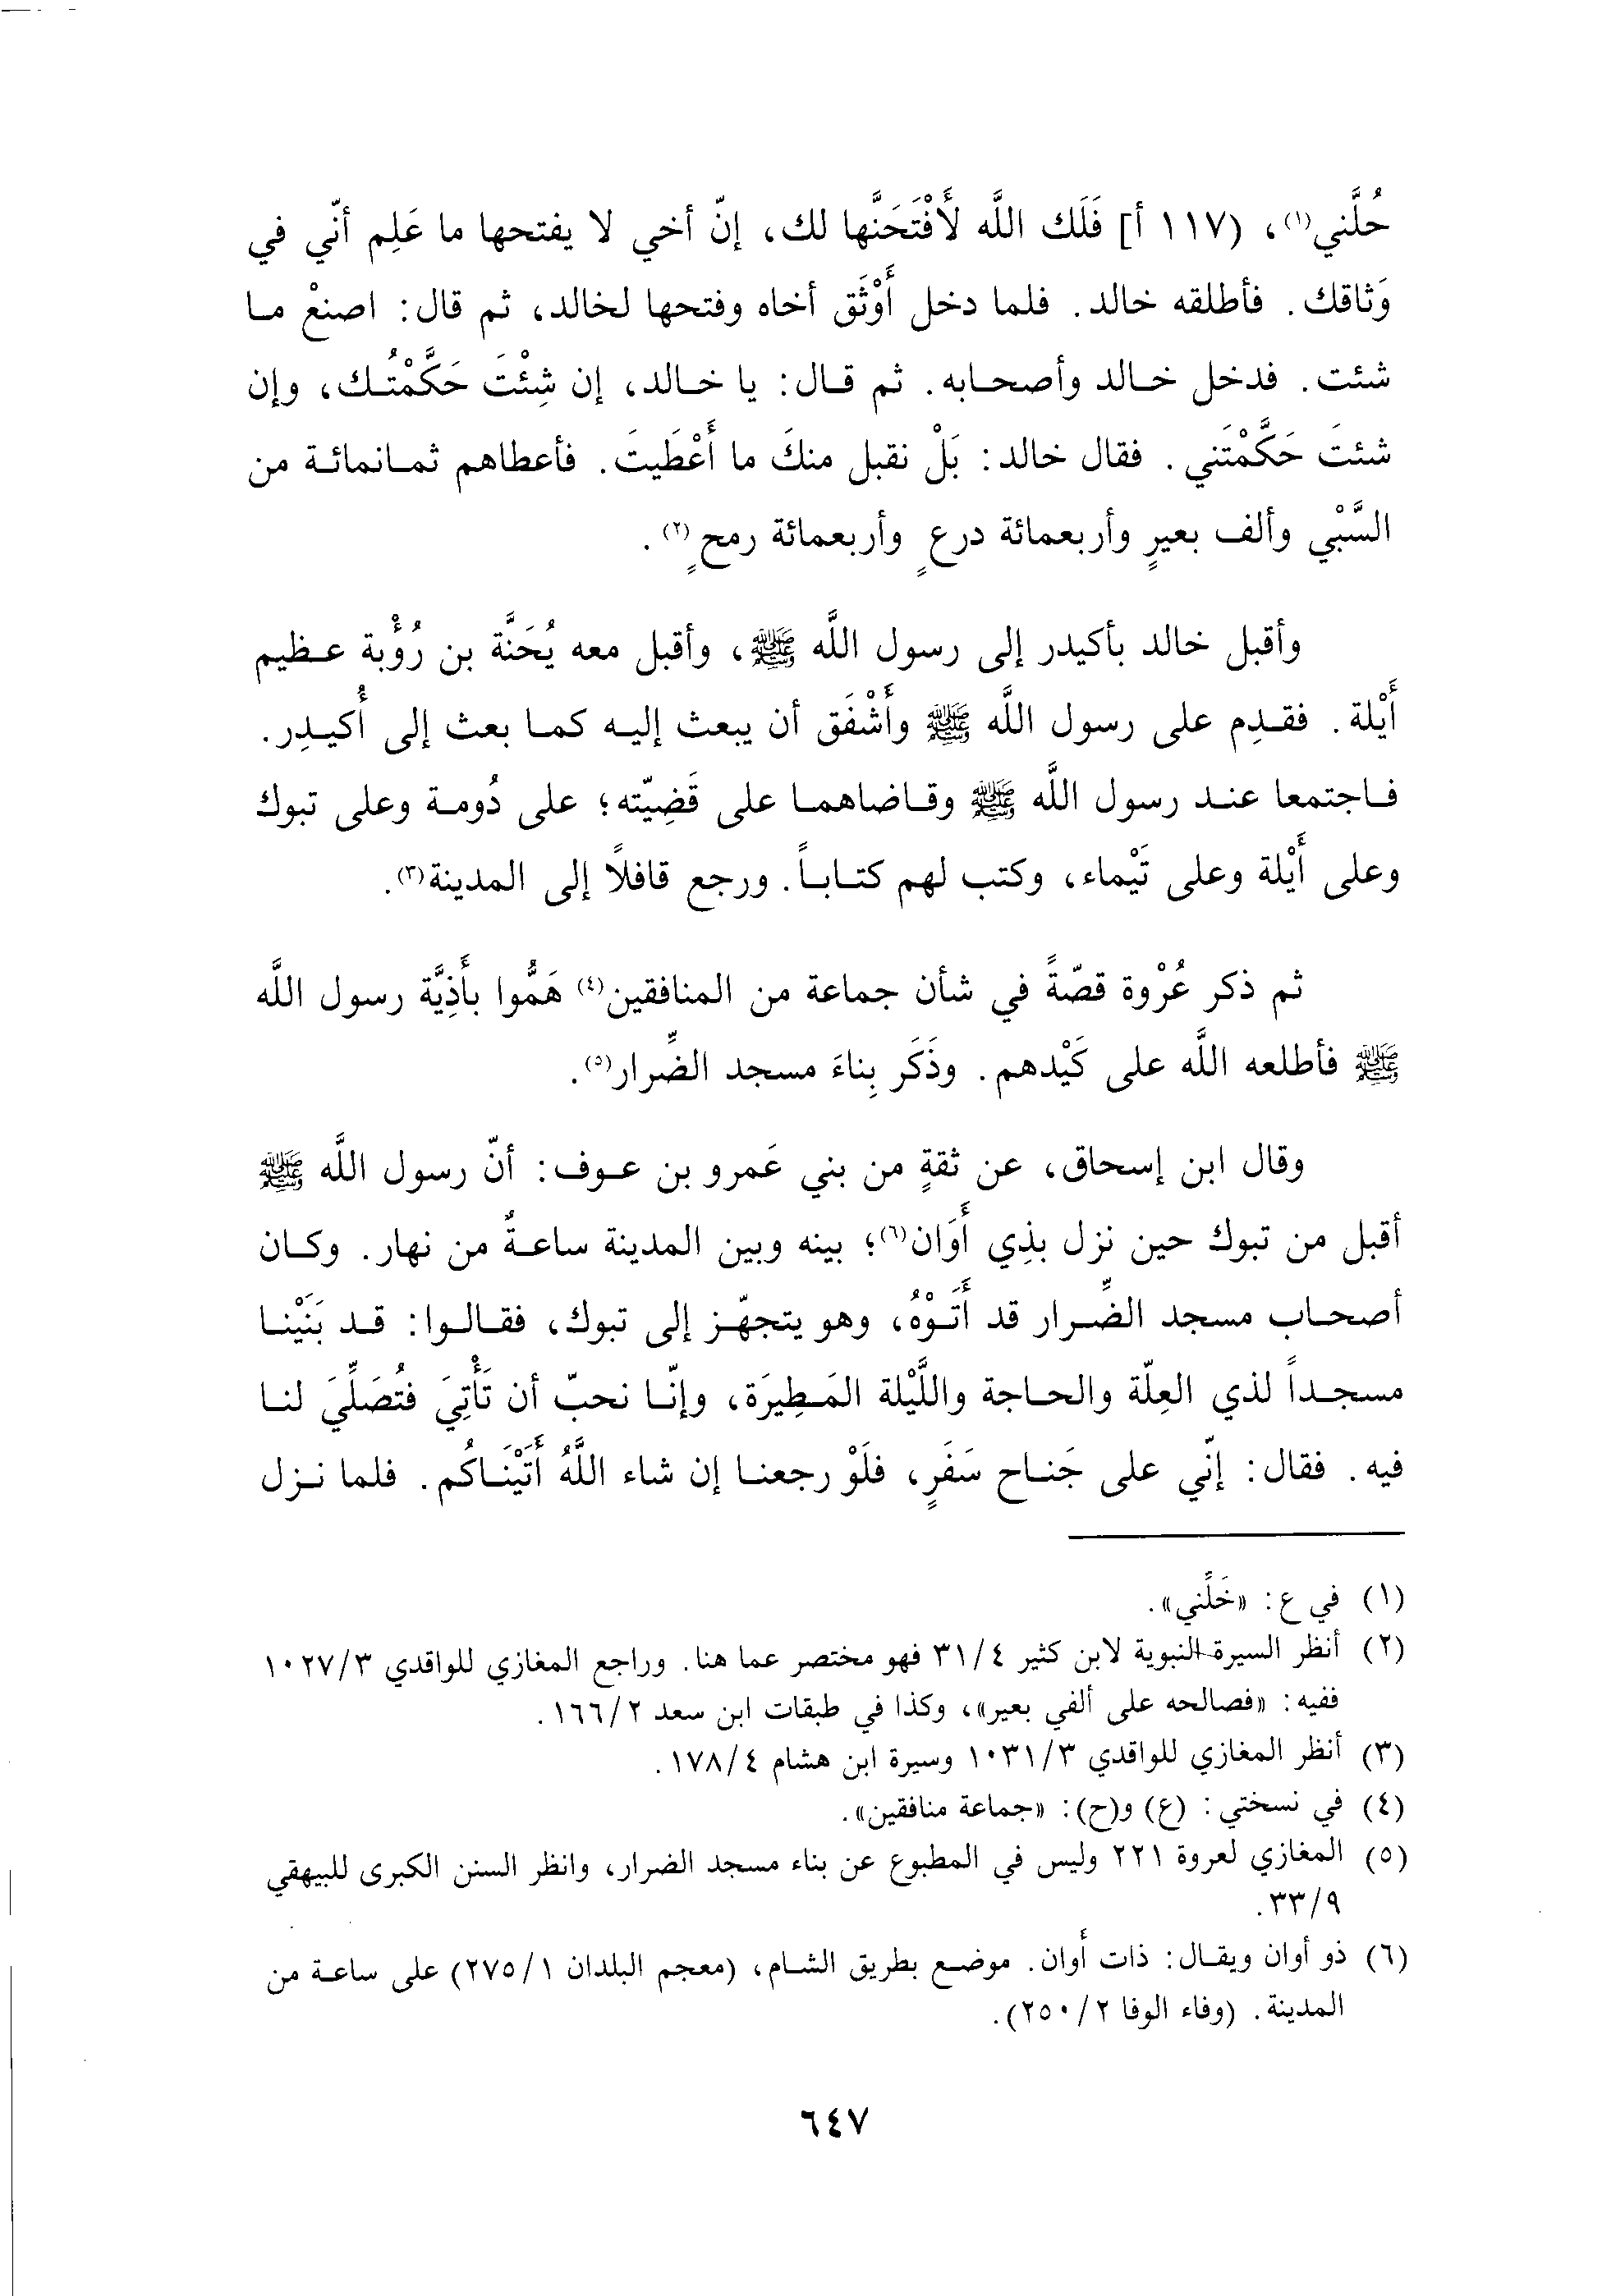 حُلَّني(١)، (١١٧ أ] فَلَك اللَّه لَأَفْتَحَنَّها لك، إنّ أخي لا يفتحها ما عَلِم أنّي في
وَثاقك. فأطلقه خالد. فلما دخل أَوْثَق أخاه وفتحها لخالد، ثم قال: اصنعْ ما
شئت. فدخل خالد وأصحابه. ثم قال: يا خالد، إن شِئْتَ حَكَّمْتُك، وإن
شئتَ حَكَّمْتَني. فقال خالد: بَلْ نقبل منكَ ما أَعْطَيتَ. فأعطاهم ثمانمائة من
السَّبْي وألف بعيرٍ وأربعمائة درعٍ وأربعمائة رمحٍ(٢).
وأقبل خالد بأكيدر إلى رسول اللَّه ﷺ، وأقبل معه يُحَنَّة بن رُؤْبة عظيم
أَيْلة. فقدِم على رسول اللَّه ﷺ وأَشْفَق أن يبعث إليه كما بعث إلى أُكيدِر.
فاجتمعا عند رسول اللَّه ﷺ وقاضاهما على قَضِيّته؛ على دُومة وعلى تبوك
وعلى أَيْلة وعلى تَيْماء، وكتب لهم كتاباً. ورجع قافلاً إلى المدينة(٣).
ثم ذكر عُرْوة قصّةً في شأن جماعة من المنافقين(٤) هَمُّوا بأَذِيَّة رسول اللَّه
ﷺ فأطلعه اللَّه على كَيْدهم. وذَكَر بِناءَ مسجد الضِّرار(٥).
وقال ابن إسحاق، عن ثقةٍ من بني عَمرو بن عوف: أنّ رسول اللَّه ﷺ
أقبل من تبوك حين نزل بذِي أَوَان(٦)؛ بينه وبين المدينة ساعةٌ من نهار. وكان
أصحاب مسجد الضِّرار قد أَتَوْهُ، وهو يتجهّز إلى تبوك، فقالوا: قد بَنَيْنا
مسجداً لذي العِلّة والحاجة واللَّيْلة المَطِيرَة، وإنّا نحبّ أن تَأْتِيَ فتُصَلِّيَ لنا
فيه. فقال: إنّي على جَناح سَفَرٍ، فلَوْ رجعنا إن شاء اللَّهُ أَتَيْنَاكُم. فلما نزل
(١) في ع: «خَلِّني».
(٢) أنظر السيرة النبوية لابن كثير ٣١/٤ فهو مختصر عما هنا. وراجع المغازي للواقدي ١٠٢٧/٣
ففيه: «فصالحه على ألفي بعير»، وكذا في طبقات ابن سعد ١٦٦/٢.
(٣) أنظر المغازي للواقدي ١٠٣١/٣ وسيرة ابن هشام ١٧٨/٤.
(٤) في نسختي: (ع) و(ح): «جماعة منافقين».
(٥) المغازي لعروة ٢٢١ وليس في المطبوع عن بناء مسجد الضرار، وانظر السنن الكبرى للبيهقي
٣٣/٩.
(٦) ذو أوان ويقال: ذات أوان. موضع بطريق الشام، (معجم البلدان ٢٧٥/١) على ساعة من
المدينة. (وفاء الوفا ٢٥٠/٢).
٦٤٧